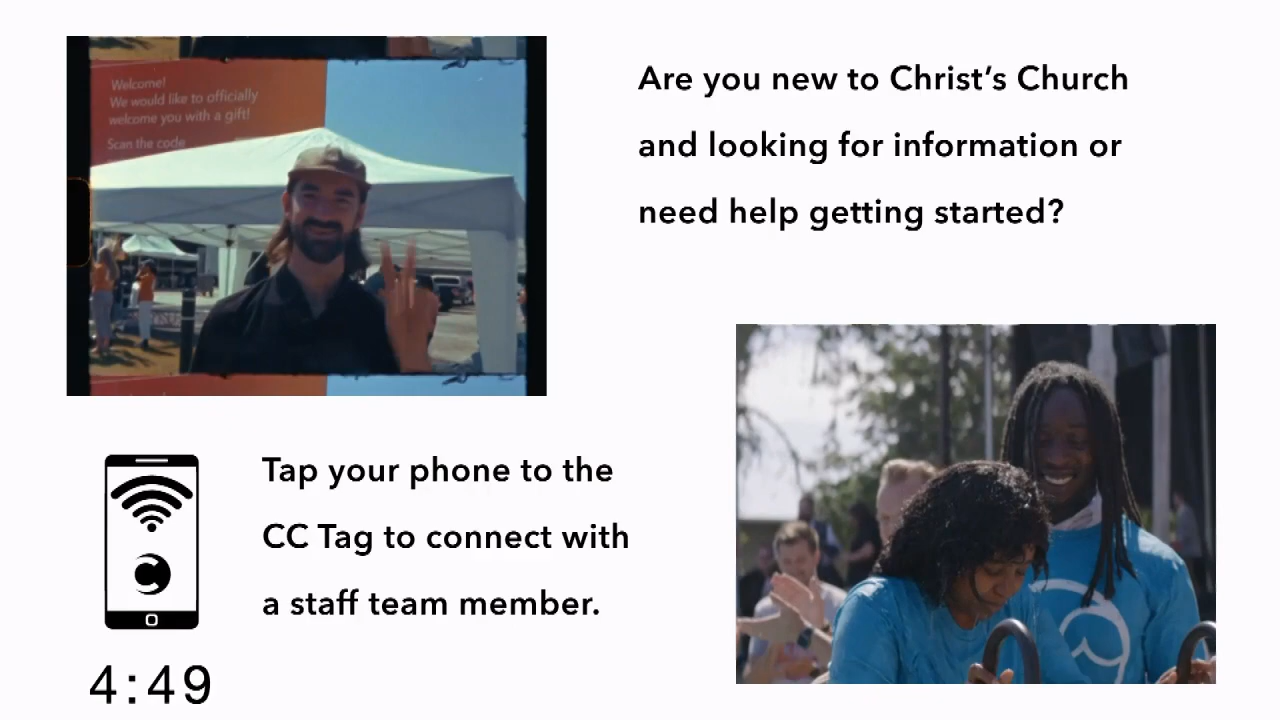 Welcome!
We would like to officially
welcome you with a gift!
Scan the code
Are you new to Christ's Church
and looking for information or
need help getting started?
Tap your phone to the
CC Tag to connect with
a staff team member.
4:49